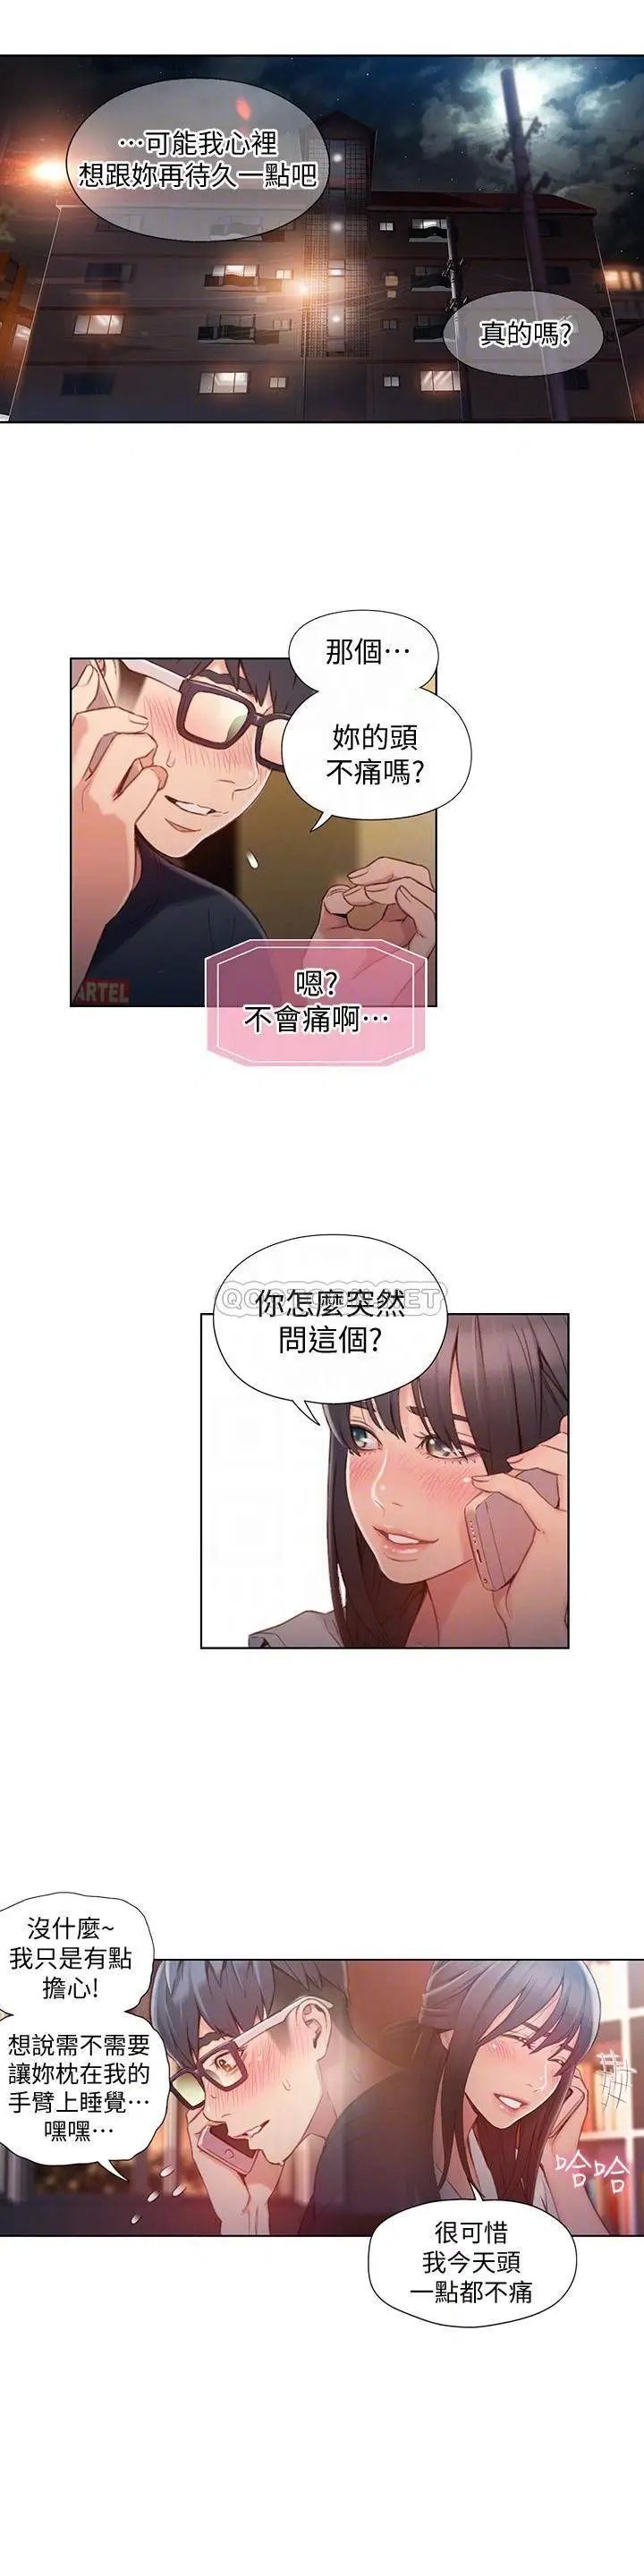 …可能我心裡
想跟妳再待久一點吧
真的嗎?
那個…
妳的頭
不痛嗎?
ARTEL
嗯?
不會痛啊…
你怎麼突然
問這個?
沒什麼~
我只是有點
擔心!
想說需不需要
讓妳枕在我的
手臂上睡覺…
嘿嘿…
哈哈
很可惜
我今天頭
一點都不痛